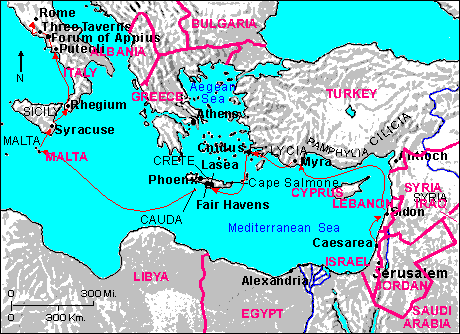 Rome
BULGARIA
Three Taverns
Forum of Appius
ALBANIA
Puteoli
N
ITALY
Aegean
Sea
TURKEY
GREECE
Rhegium
SICILY
Athens
CILICIA
Syracuse
MALTA
Cnidus
LYCIA
PAMPHYLIA
MALTA
CRETE
Lasea
Myra
Antioch
Phoenix
Cape Salmone
SYRIA
CYPRUS
SYRIA
Fair Havens
LEBANON
IRAQ
CAUDA
Sidon
Mediterranean Sea
Caesarea
ISRAEL
LIBYA
Alexandria
Jerusalem
JORDAN
0
300 Mi.
EGYPT
SAUDI
ARABIA
0
300 Km.